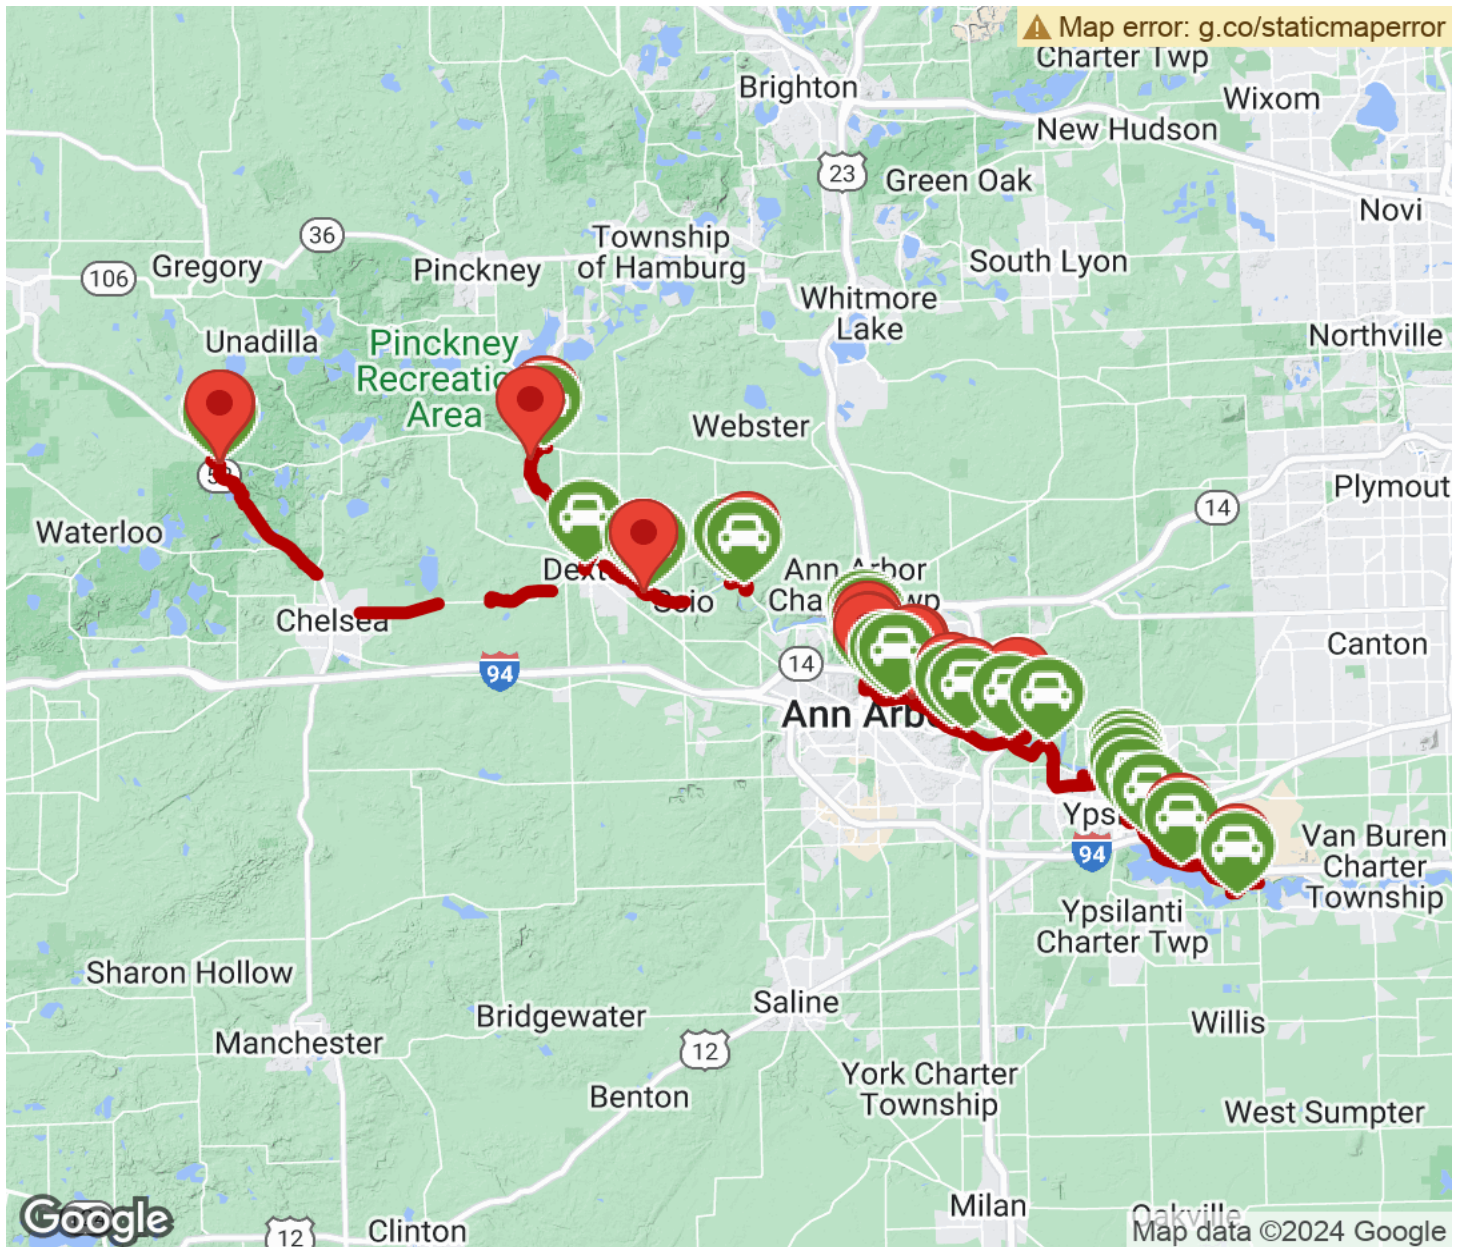 Map error: g.co/staticmaperror
Charter Twp
Brighton
Wixom
New Hudson
23
Green Oak
Novi
36
Township
of Hamburg
106
Gregory
Pinckney
South Lyon
Whitmore
Lake
Unadilla
Pinckney
Area
Northville
Webster
Plymout
14
Waterloo
Ann Arbor
Chelsea
Canton
14
94
Ann
94
Van Buren
Charter
Township
Ypsilanti
Charter Twp
Sharon Hollow
Saline
Bridgewater
Willis
Manchester
12
York Charter
Township
Benton
West Sumpter
Milan
Oakville
Google
Clinton
12
Map data ©2024 Google